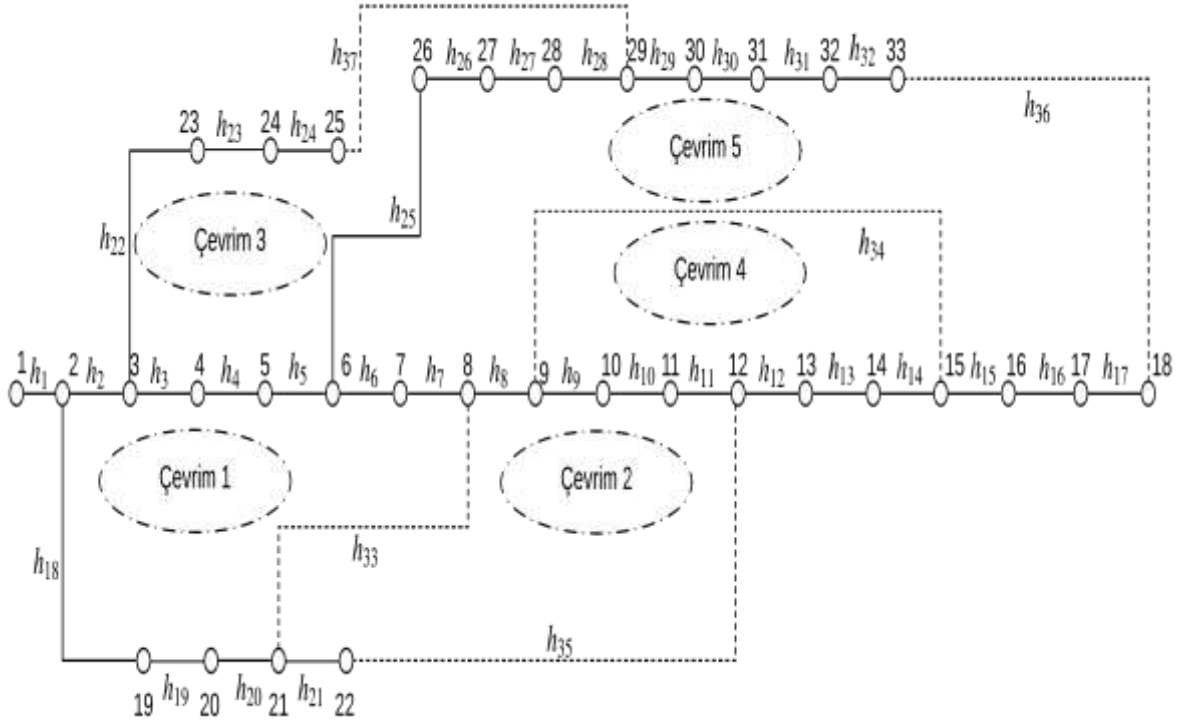 26 h26 27 h27 28 h28 29 h29 30 h30 31 h31 32 h32 33
h37
h36
23 h23 24 h24 25
Çevrim 5
h25
h22
Çevrim 3
h34
Çevrim 4
1 h1 2 h2 3 h3 4 h4 5 h5 6 h6 7 h7 8 h8 9 h9 10 h10 11 h11 12 h12 13 h13 14 h14 15 h15 16 h16 17 h17 18
Çevrim 1
Çevrim 2
h33
h18
h35
19 h19 20 h20 21 h21 22